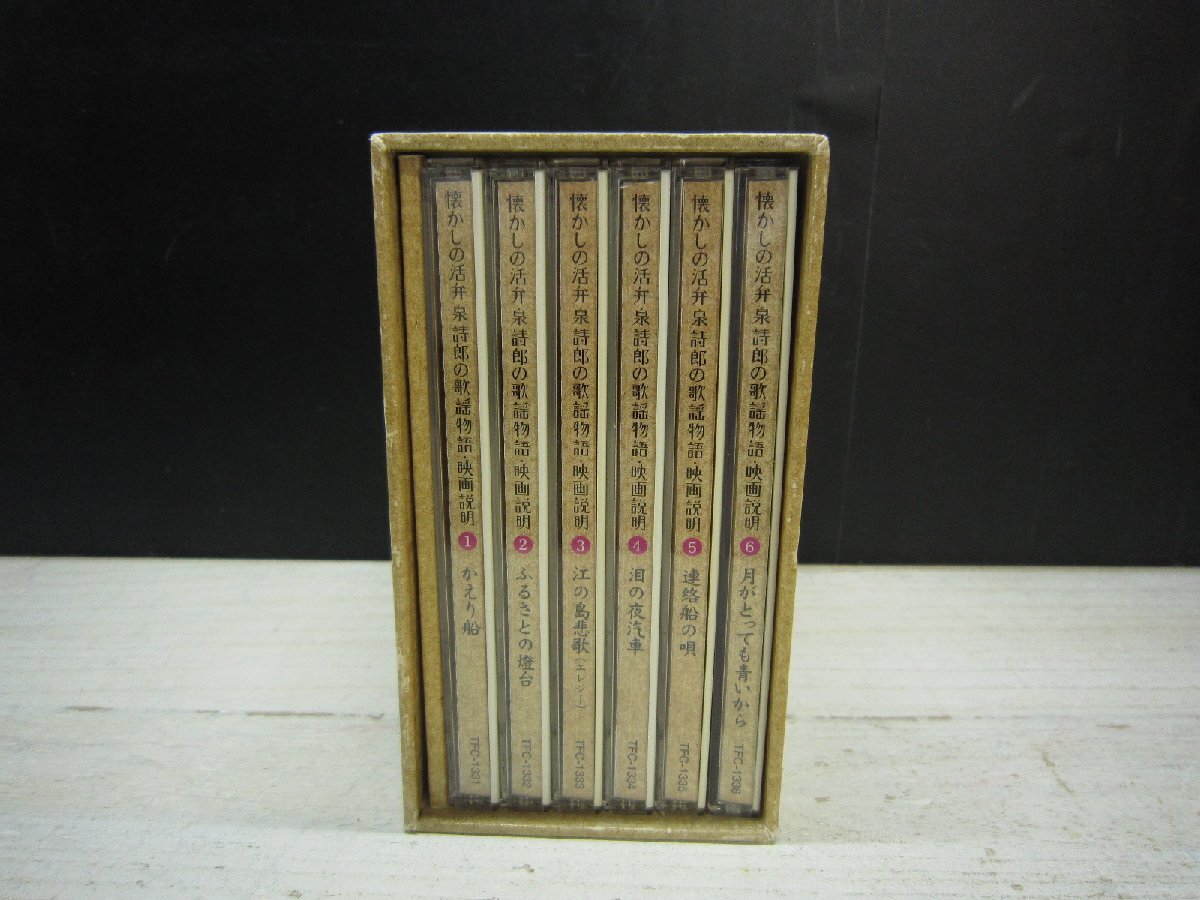 懐かしの活弁 泉詩郎の歌謡物語・映画説明 1 かえり船 TFC-1331
懐かしの活弁・泉詩郎の歌謡物語・映画説明 2 ふるさとの燈台 TFC-1332
懐かしの活弁 泉詩郎の歌謡物語・映画説明 3 江の島悲歌(エレジー) TFC-1333
懐かしの活弁 泉詩郎の歌謡物語・映画説明 4 泪の夜汽車 TFC-1334
懐かしの活弁 泉詩郎の歌謡物語・映画説明 5 連絡船の唄 TFC-1335
懐かしの活弁 泉詩郎の歌謡物語・映画説明 6 月がとっても青いから TFC-1336